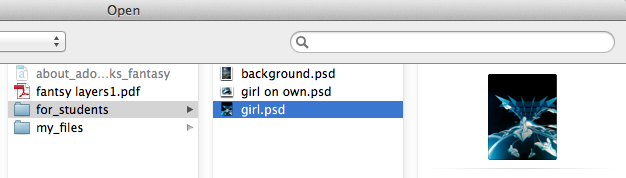 Open
about_ado...ks_fantasy
fantsy layers1.pdf
for_students
my_files
background.psd
girl on own.psd
girl.psd